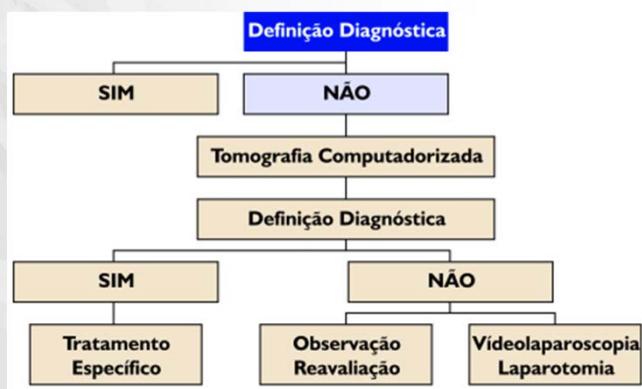 Definição Diagnóstica
SIM
NÃO
Tomografia Computadorizada
Definição Diagnóstica
SIM
NÃO
Tratamento
Específico
Observação
Reavaliação
Vídeolaparoscopia
Laparotomia